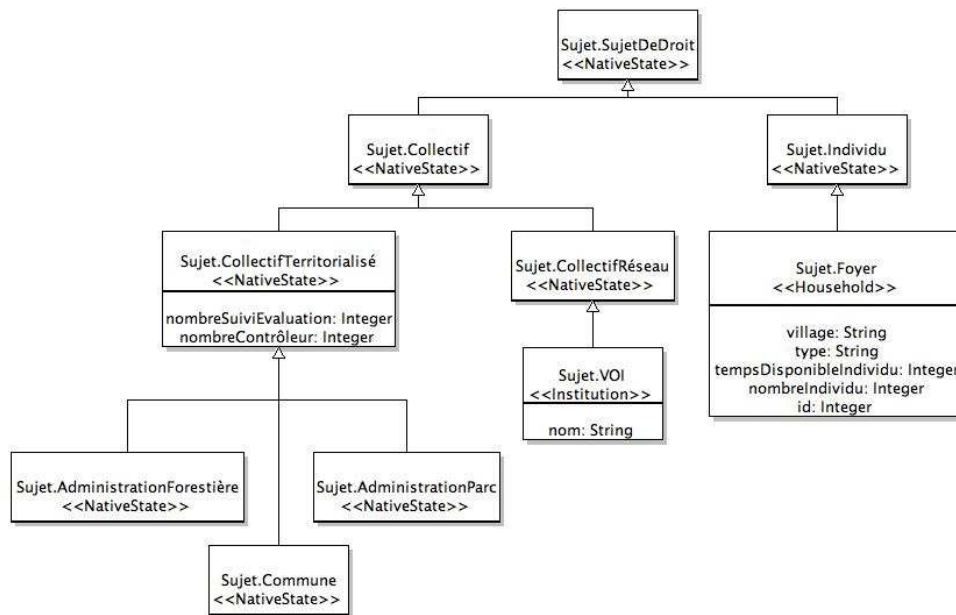 Sujet.SujetDeDroit
<<NativeState>>
Sujet.Collectif
<<NativeState>>
Sujet.Individu
<<NativeState>>
Sujet.CollectifTerritorialisé
<<NativeState>>
nombreSuiviEvaluation: Integer
nombreContrôleur: Integer
Sujet.CollectifRéseau
<<NativeState>>
Sujet.Foyer
<<Household>>
village: String
type: String
tempsDisponibleIndividu: Integer
nombreIndividu: Integer
id: Integer
Sujet.VOI
<<Institution>>
nom: String
Sujet.AdministrationForestière
<<NativeState>>
Sujet.AdministrationParc
<<NativeState>>
Sujet.Commune
<<NativeState>>